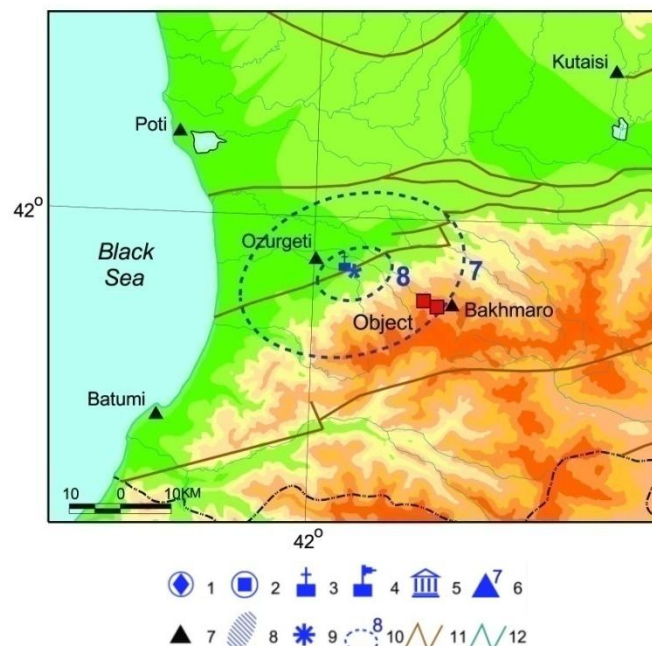 Kutaisi
Poti
42°
Ozurgeti
Black
Sea
8
7
Object
Bakhmaro
Batumi
10 0 10KM
42°
1 2 3 4 5 7 6
7 8 9 8 10 11 12